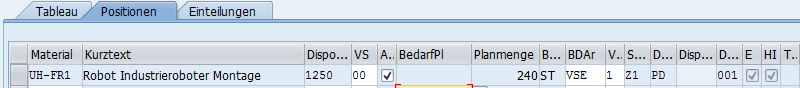 Tableau Positionen Einteilungen
Material Kurztext Dispo... VS A... BedarfPl Planmenge B... BDAr V... S... D... Disp... D... E HI T...
UH-FR1 Robot Industrieroboter Montage 1250 00 240 ST VSE 1 Z1 PD 001